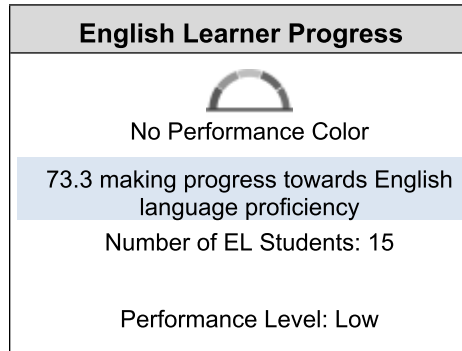 English Learner Progress
No Performance Color
73.3 making progress towards English
language proficiency
Number of EL Students: 15
Performance Level: Low